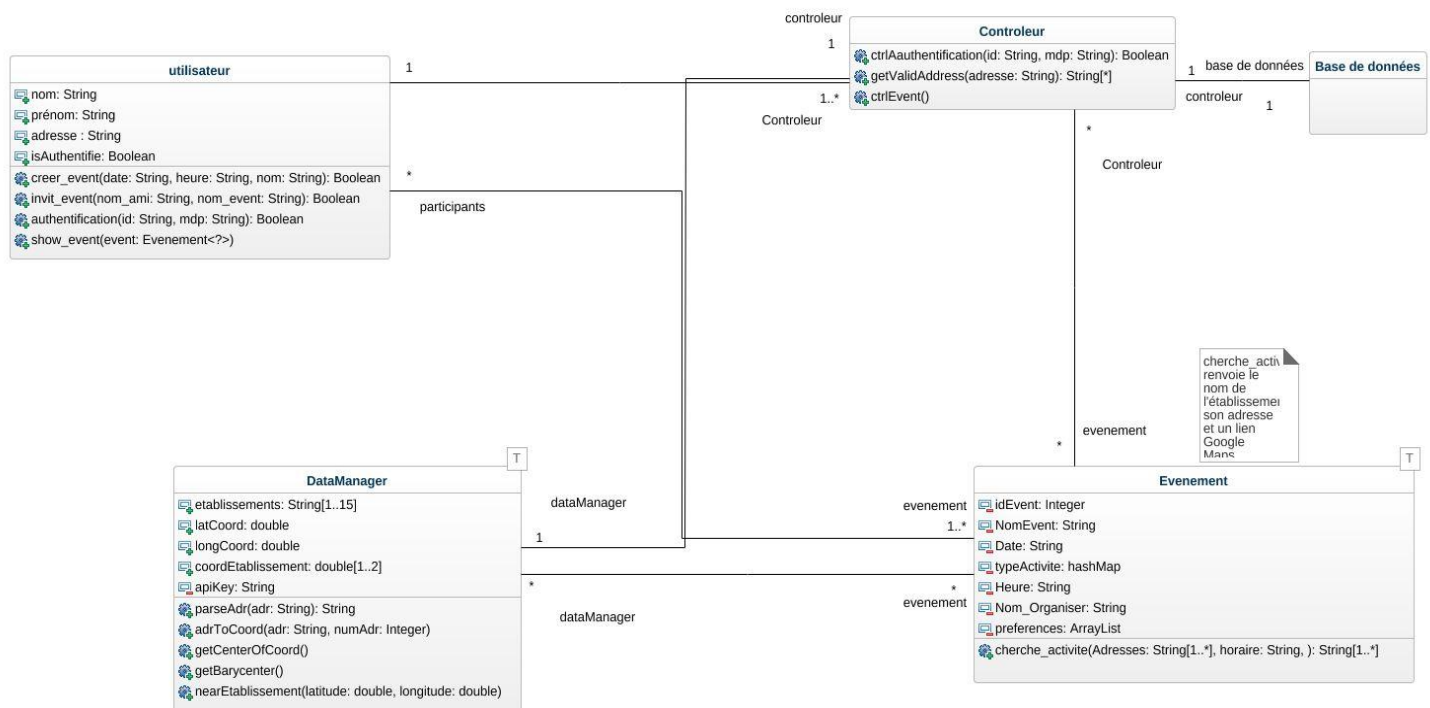 utilisateur
nom: String
prénom: String
adresse : String
isAuthentifie: Boolean
creer_event(date: String, heure: String, nom: String): Boolean
invit_event(nom_ami: String, nom_event: String): Boolean
authentification(id: String, mdp: String): Boolean
show_event(event: Evenement<?>)
1
*
participants
controleur
1
1..*
Controleur
Controleur
ctrlAauthentification(id: String, mdp: String): Boolean
getValidAddress(adresse: String): String[*]
ctrlEvent()
1
base de données
controleur
1
Base de données
*
Controleur
evenement
*
cherche_activ
renvoie le
nom de
l'établissemen
son adresse
et un lien
Google
Maps
T
DataManager
etablissements: String[1..15]
latCoord: double
longCoord: double
coordEtablissement: double[1..2]
apiKey: String
parseAdr(adr: String): String
adrToCoord(adr: String, numAdr: Integer)
getCenterOfCoord()
getBarycenter()
nearEtablissement(latitude: double, longitude: double)
dataManager
1
*
dataManager
evenement
1..*
*
evenement
T
Evenement
idEvent: Integer
NomEvent: String
Date: String
typeActivite: hashMap
Heure: String
Nom_Organiser: String
preferences: ArrayList
cherche_activite(Adresses: String[1..*], horaire: String, ): String[1..*]